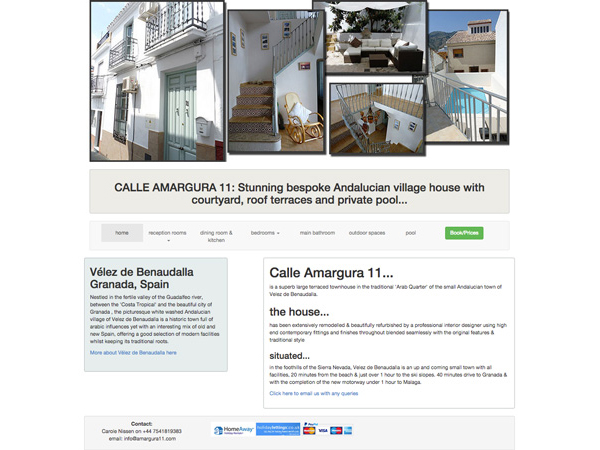 CALLE AMARGURA 11: Stunning bespoke Andalucian village house with
courtyard, roof terraces and private pool...
home
reception rooms
dining room &
kitchen
bedrooms
main bathroom
outdoor spaces
pool
Book/Prices
Vélez de Benaudalla
Granada, Spain
Nestled in the fertile valley of the Guadalfeo river,
between the 'Costa Tropical' and the beautiful city of
Granada , the picturesque white washed Andalucian
village of Velez de Benaudalla is a historic town full of
arabic influences yet with an interesting mix of old and
new Spain, offering a good selection of modern facilities
whilst keeping its traditional roots.
More about Vélez de Benaudalla here
Calle Amargura 11...
is a superb large terraced townhouse in the traditional 'Arab Quarter' of the small Andalucian town of
Velez de Benaudalla.
the house...
has been extensively remodelled & beautifully refurbished by a professional interior designer using high
end contemporary fittings and finishes throughout blended seamlessly with the original features &
traditional style
situated...
in the foothills of the Sierra Nevada, Velez de Benaudalla is an up and coming small town with all
facilities, 20 minutes from the beach & just over 1 hour to the ski slopes. 40 minutes drive to Granada &
with the completion of the new motorway under 1 hour to Malaga.
Click here to email us with any queries
Contact:
Carole Nissen on +44 7541819383
email: info@amargura11.com
HomeAway
holidaylettings.co.uk
PayPal
VISA